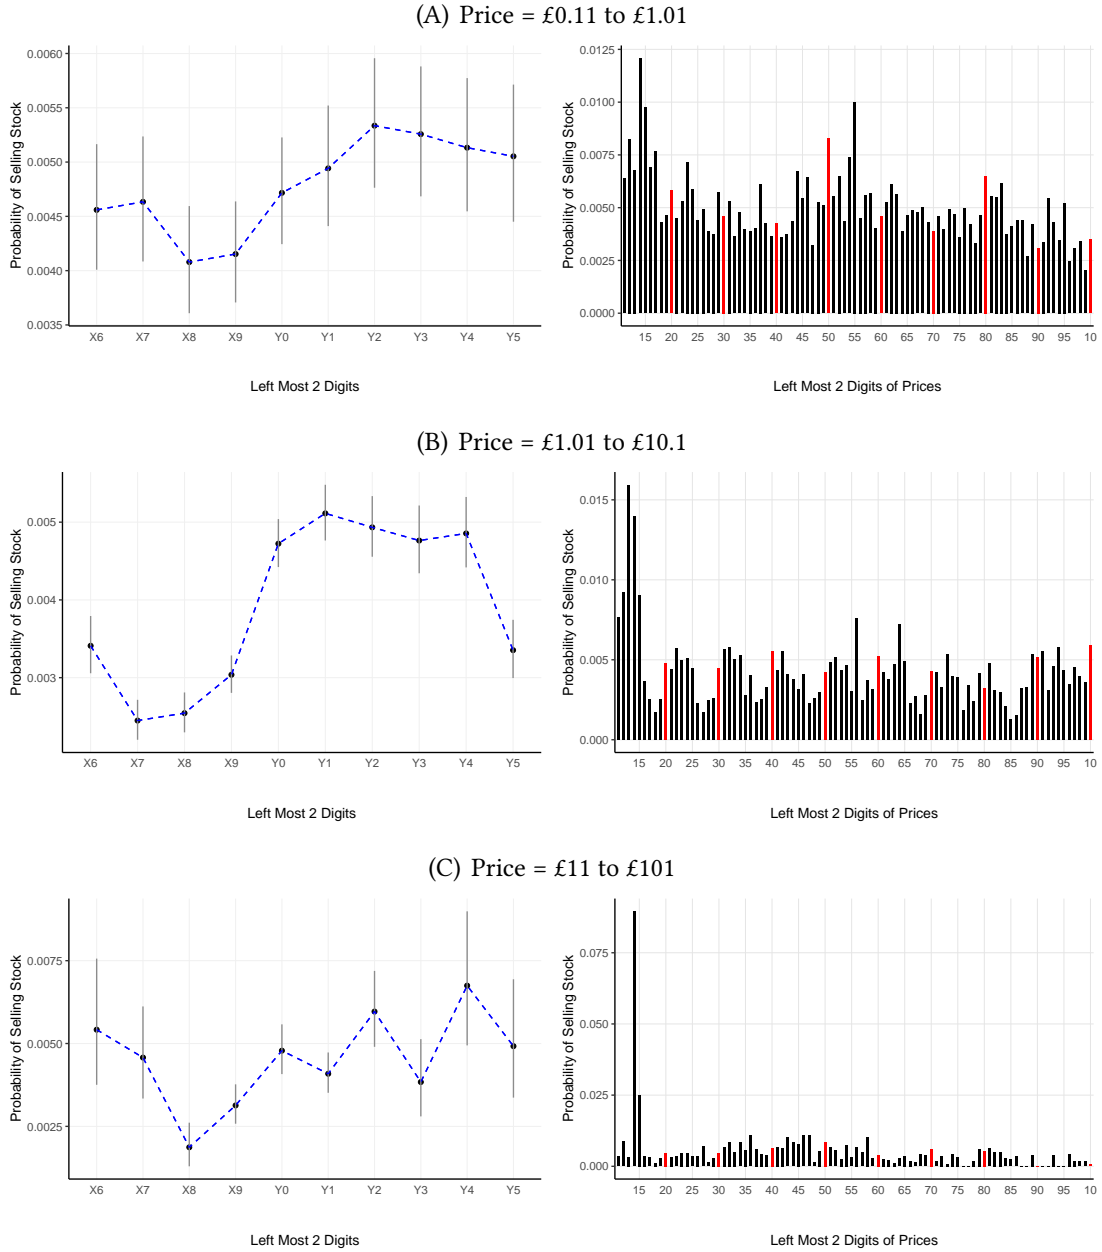 (A) Price = £0.11 to £1.01
Probability of Selling Stock
0.0060
0.0055
0.0050
0.0045
0.0040
0.0035
X6 X7 X8 X9 Y0 Y1 Y2 Y3 Y4 Y5
Left Most 2 Digits
Probability of Selling Stock
0.0125
0.0100
0.0075
0.0050
0.0025
0.0000
15 20 25 30 35 40 45 50 55 60 65 70 75 80 85 90 95 10
Left Most 2 Digits of Prices
(B) Price = £1.01 to £10.1
Probability of Selling Stock
0.005
0.004
0.003
X6 X7 X8 X9 Y0 Y1 Y2 Y3 Y4 Y5
Left Most 2 Digits
Probability of Selling Stock
0.015
0.010
0.005
0.000
15 20 25 30 35 40 45 50 55 60 65 70 75 80 85 90 95 10
Left Most 2 Digits of Prices
(C) Price = £11 to £101
Probability of Selling Stock
0.0075
0.0050
0.0025
X6 X7 X8 X9 Y0 Y1 Y2 Y3 Y4 Y5
Left Most 2 Digits
Probability of Selling Stock
0.075
0.050
0.025
0.000
15 20 25 30 35 40 45 50 55 60 65 70 75 80 85 90 95 10
Left Most 2 Digits of Prices